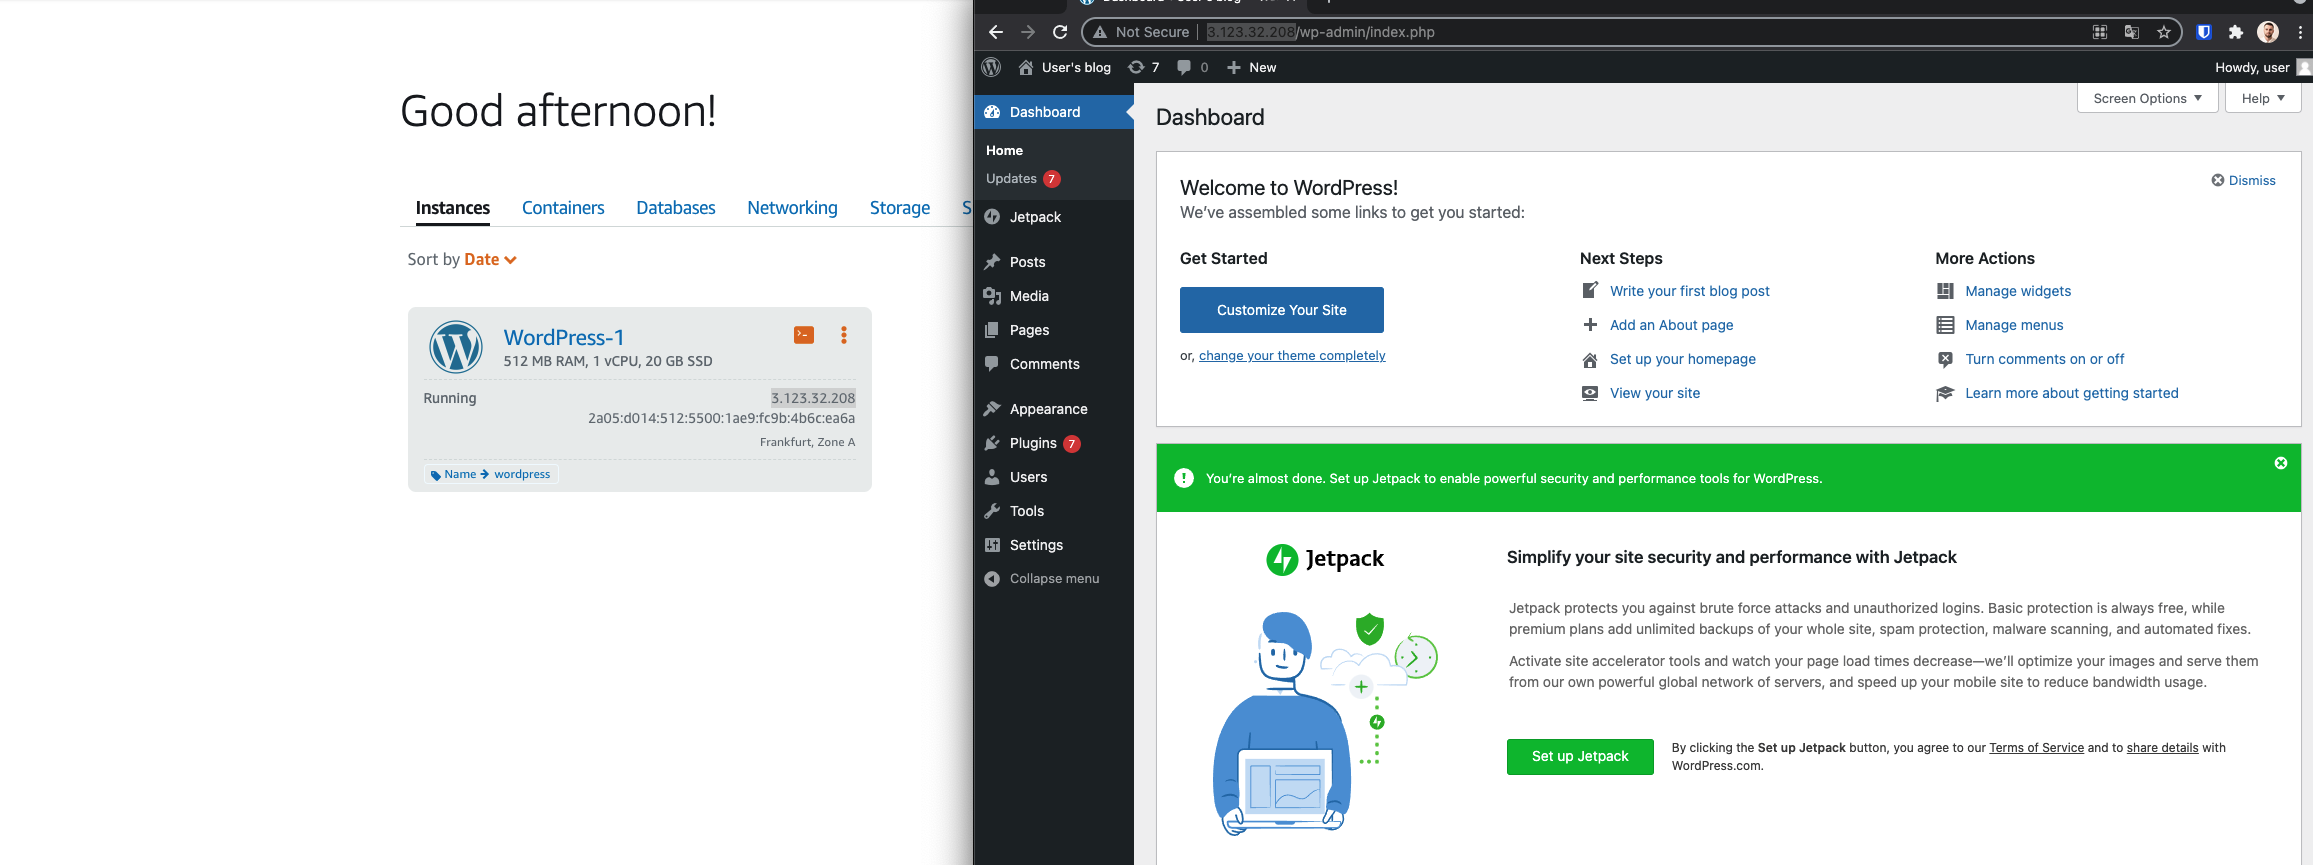 Good afternoon!
Instances Containers Databases Networking Storage S
Sort by Date
WordPress-1
512 MB RAM, 1 vCPU, 20 GB SSD
Running
3.123.32.208
2a05:d014:512:5500:1ae9:fc9b:4b6c:ea6a
Frankfurt, Zone A
Name → wordpress
Not Secure | 3.123.32.208/wp-admin/index.php
User's blog 7 0 + New
Howdy, user
Dashboard
Home
Updates 7
Jetpack
Posts
Media
Pages
Comments
Appearance
Plugins 7
Users
Tools
Settings
Collapse menu
Screen Options
Help
Dashboard
Welcome to WordPress!
We've assembled some links to get you started:
Dismiss
Get Started
Customize Your Site
or, change your theme completely
Next Steps
Write your first blog post
Add an About page
Set up your homepage
View your site
More Actions
Manage widgets
Manage menus
Turn comments on or off
Learn more about getting started
You're almost done. Set up Jetpack to enable powerful security and performance tools for WordPress.
Jetpack
Simplify your site security and performance with Jetpack
Jetpack protects you against brute force attacks and unauthorized logins. Basic protection is always free, while
premium plans add unlimited backups of your whole site, spam protection, malware scanning, and automated fixes.
Activate site accelerator tools and watch your page load times decrease—we'll optimize your images and serve them
from our own powerful global network of servers, and speed up your mobile site to reduce bandwidth usage.
Set up Jetpack
By clicking the Set up Jetpack button, you agree to our Terms of Service and to share details with
WordPress.com.